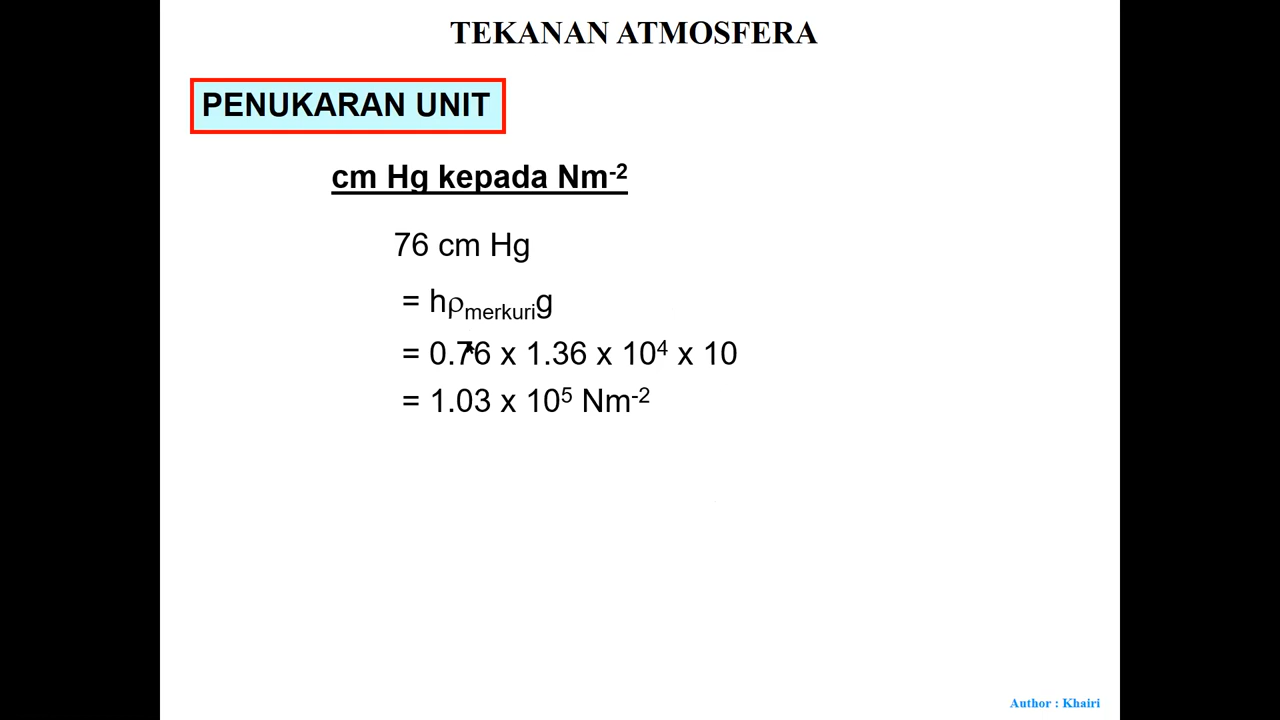 TEKANAN ATMOSFERA
PENUKARAN UNIT
cm Hg kepada Nm⁻²
76 cm Hg
= hρmerkurig
= 0.76 x 1.36 x 10⁴ x 10
= 1.03 x 10⁵ Nm⁻²
Author : Khairi